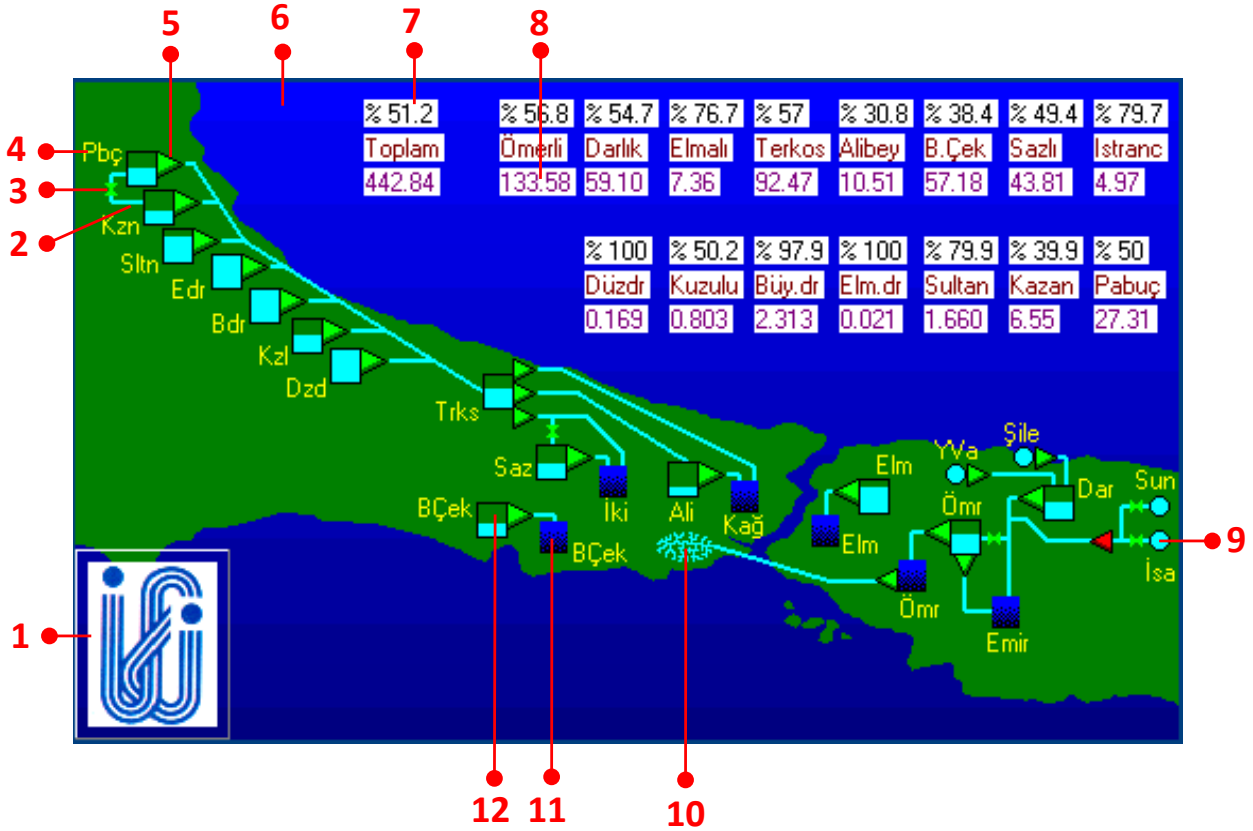 5 6 7 8
% 51.2 % 56.8 % 54.7 % 76.7 % 57 % 30.8 % 38.4 % 49.4 % 79.7
Toplam Ömerli Darlık Elmalı Terkos Alibey B.Çek Sazlı Istranc
442.84 133.58 59.10 7.36 92.47 10.51 57.18 43.81 4.97
4 Pbç
3
2 Kzn
Sltn
% 100 % 50.2 % 97.9 % 100 % 79.9 % 39.9 % 50
Düzdr Kuzulu Büy.dr Elm.dr Sultan Kazan Pabuç
0.169 0.803 2.313 0.021 1.660 6.55 27.31
Edr
Bdr
Kzl
Dzd
Trks
Şile
YVa
Saz Elm Sun
Dar
BÇek İki Ali Kağ Ömr
Elm
BÇek 9
İsa
Ömr
1 Emir
12 11 10